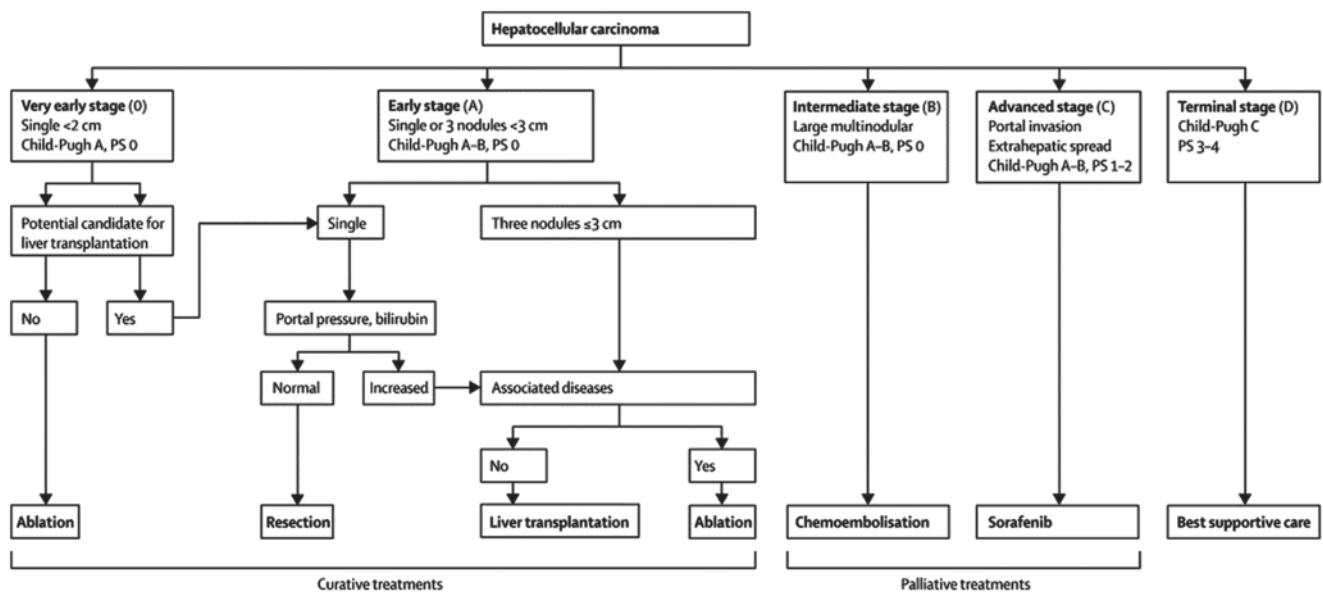 Hepatocellular carcinoma
Very early stage (0)
Single <2 cm
Child-Pugh A, PS 0
Early stage (A)
Single or 3 nodules <3 cm
Child-Pugh A–B, PS 0
Intermediate stage (B)
Large multinodular
Child-Pugh A–B, PS 0
Advanced stage (C)
Portal invasion
Extrahepatic spread
Child-Pugh A–B, PS 1–2
Terminal stage (D)
Child-Pugh C
PS 3–4
Potential candidate for
liver transplantation
Single
Three nodules ≤3 cm
No
Yes
Portal pressure, bilirubin
Normal
Increased
Associated diseases
No
Yes
Ablation
Resection
Liver transplantation
Ablation
Chemoembolisation
Sorafenib
Best supportive care
Curative treatments
Palliative treatments